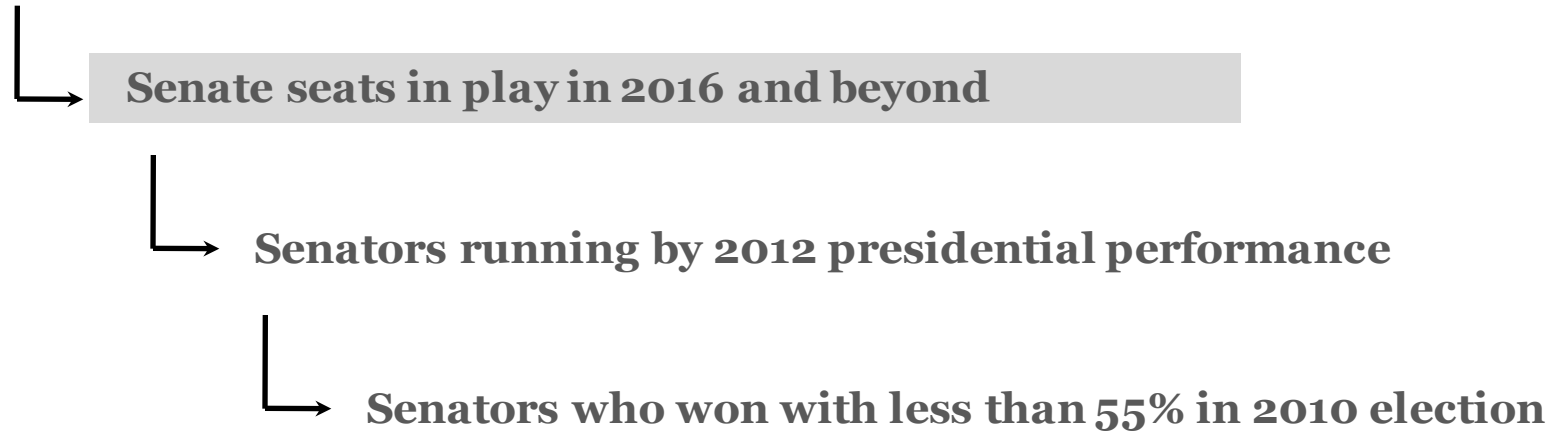 Senate seats in play in 2016 and beyond
Senators running by 2012 presidential performance
Senators who won with less than 55% in 2010 election